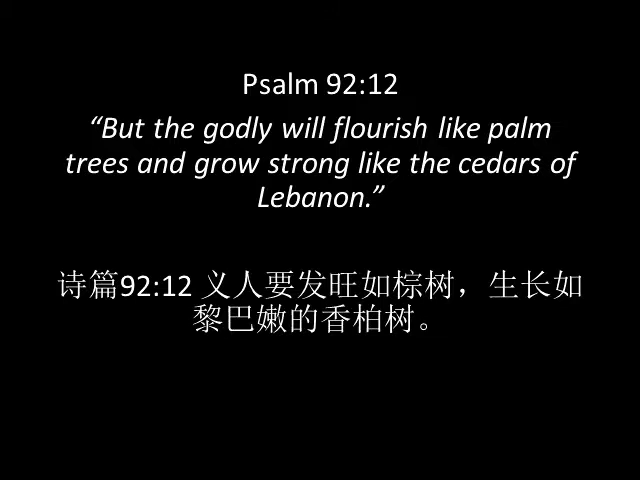 Psalm 92:12
“But the godly will flourish like palm
trees and grow strong like the cedars of
Lebanon.”
诗篇92:12 义人要发旺如棕树，生长如
黎巴嫩的香柏树。